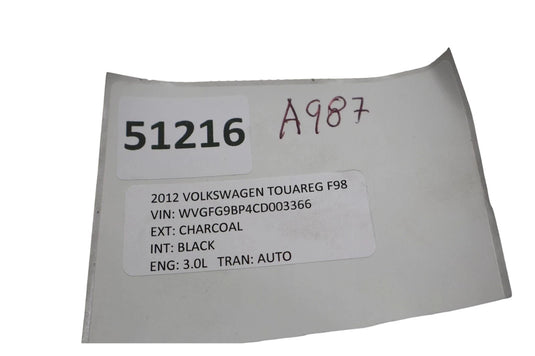 51216
A987
2012 VOLKSWAGEN TOUAREG F98
VIN: WVGFG9BP4CD003366
EXT: CHARCOAL
INT: BLACK
ENG: 3.0L TRAN: AUTO